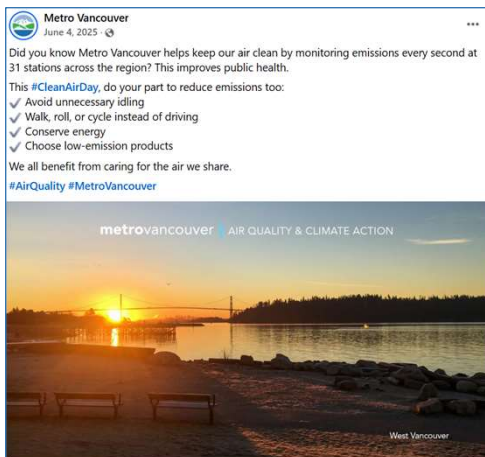 Metro Vancouver
June 4, 2025 ·
Did you know Metro Vancouver helps keep our air clean by monitoring emissions every second at
31 stations across the region? This improves public health.
This #CleanAirDay, do your part to reduce emissions too:
✔ Avoid unnecessary idling
✔ Walk, roll, or cycle instead of driving
✔ Conserve energy
✔ Choose low-emission products
We all benefit from caring for the air we share.
#AirQuality #MetroVancouver
metrovancouver | AIR QUALITY & CLIMATE ACTION
West Vancouver